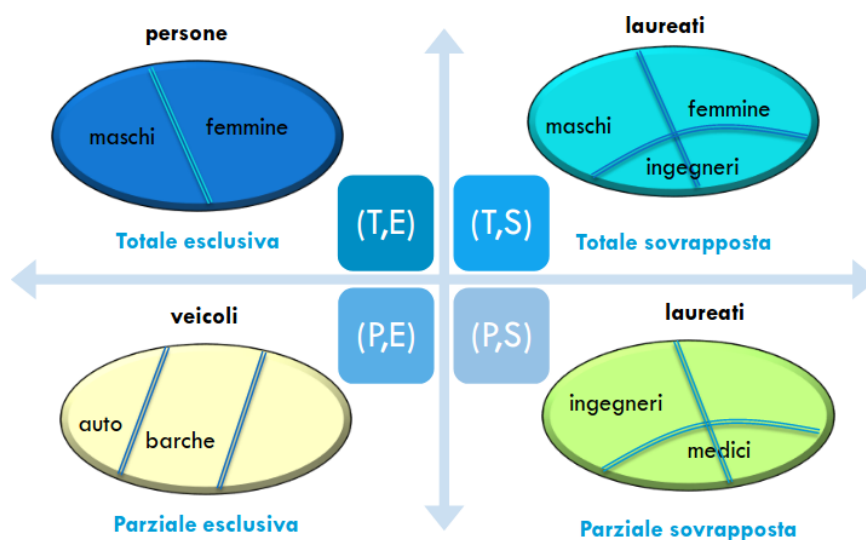 persone
maschi
femmine
Totale esclusiva
laureati
maschi
femmine
ingegneri
Totale sovrapposta
(T,E)
(T,S)
(P,E)
(P,S)
veicoli
auto
barche
Parziale esclusiva
laureati
ingegneri
medici
Parziale sovrapposta